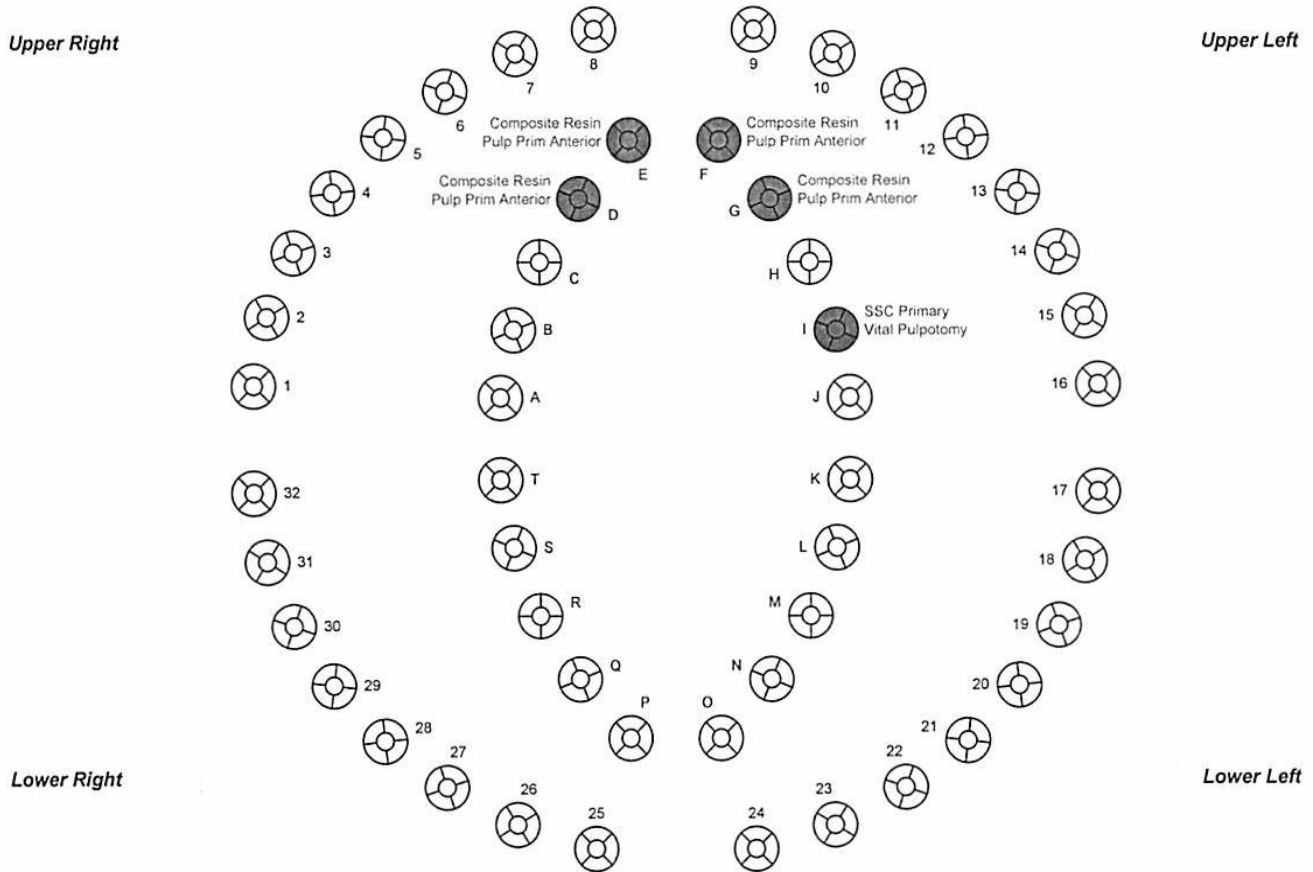 Upper Right
Upper Left
8
9
7
10
6
11
Composite Resin
Pulp Prim Anterior
E
Composite Resin
Pulp Prim Anterior
F
5
12
Composite Resin
Pulp Prim Anterior
D
Composite Resin
Pulp Prim Anterior
G
4
13
3
C
H
14
2
B
I
SSC Primary
Vital Pulpotomy
15
1
A
J
16
32
T
K
17
31
S
L
18
30
R
M
19
29
Q
N
20
28
P
O
21
27
22
Lower Right
Lower Left
26
23
25
24